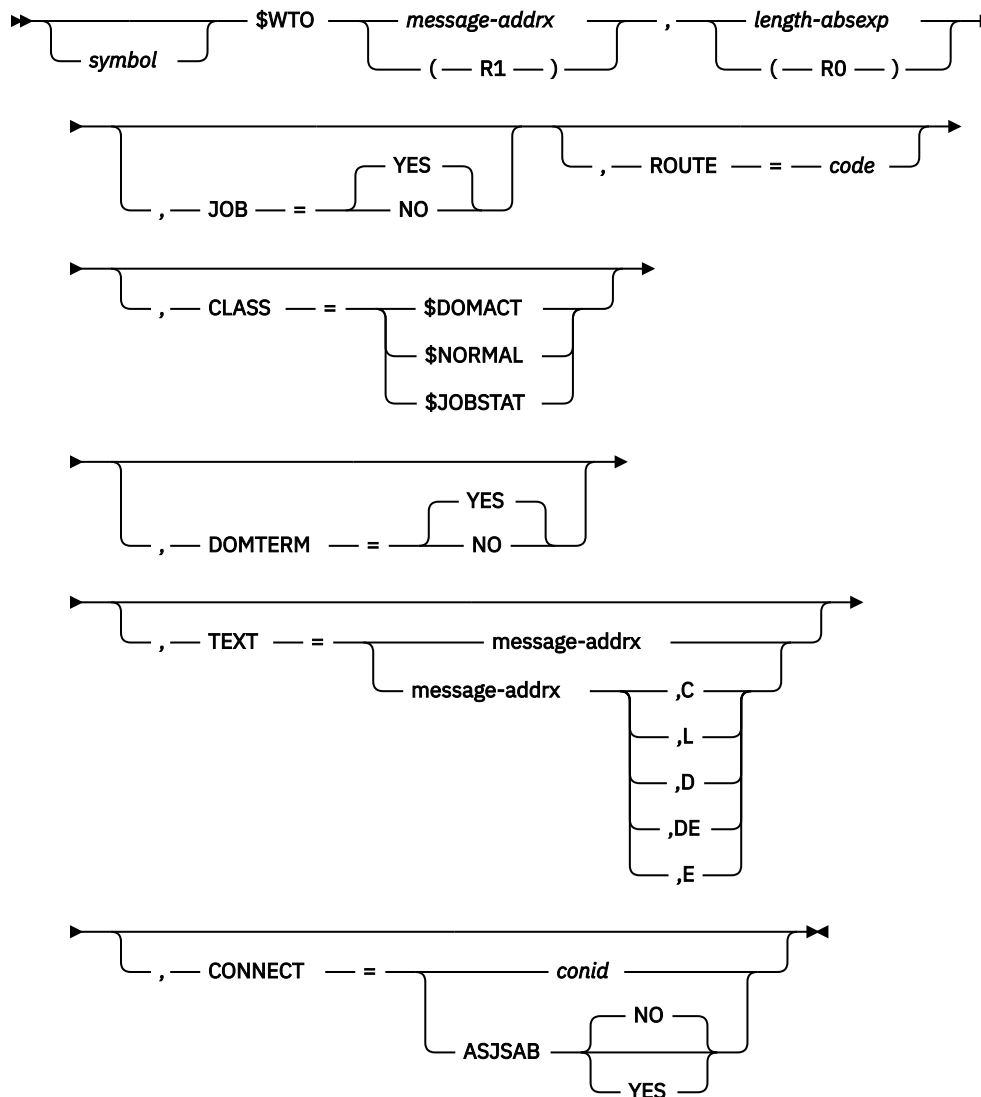 $WTO message-addrx , length-absexp
symbol ( R1 ) ( R0 )
YES
, ROUTE = code
, JOB = NO
, CLASS = $DOMACT
$NORMAL
$JOBSTAT
YES
, DOMTERM = NO
, TEXT = message-addrx
message-addrx ,C
,L
,D
,DE
,E
, CONNECT = conid
NO
ASJSAB
YES